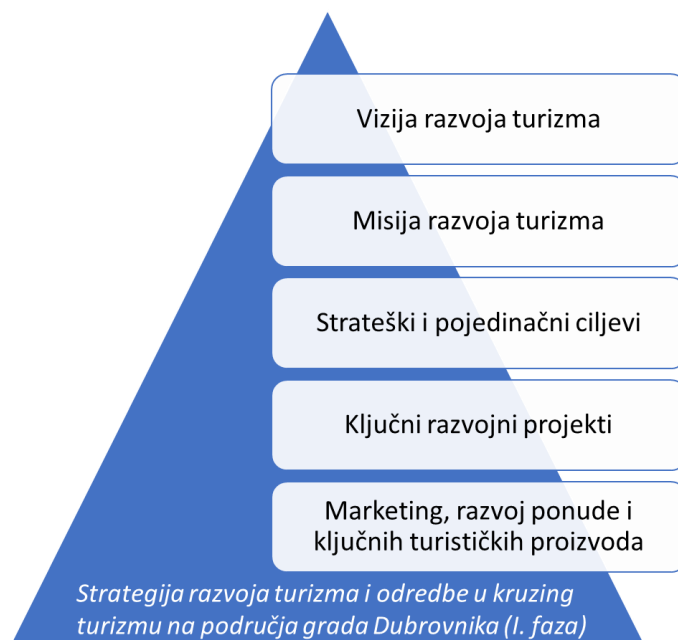 Vizija razvoja turizma
Misija razvoja turizma
Strateški i pojedinačni ciljevi
Ključni razvojni projekti
Marketing, razvoj ponude i
ključnih turističkih proizvoda
Strategija razvoja turizma i odredbe u kruzing
turizmu na područja grada Dubrovnika (I. faza)